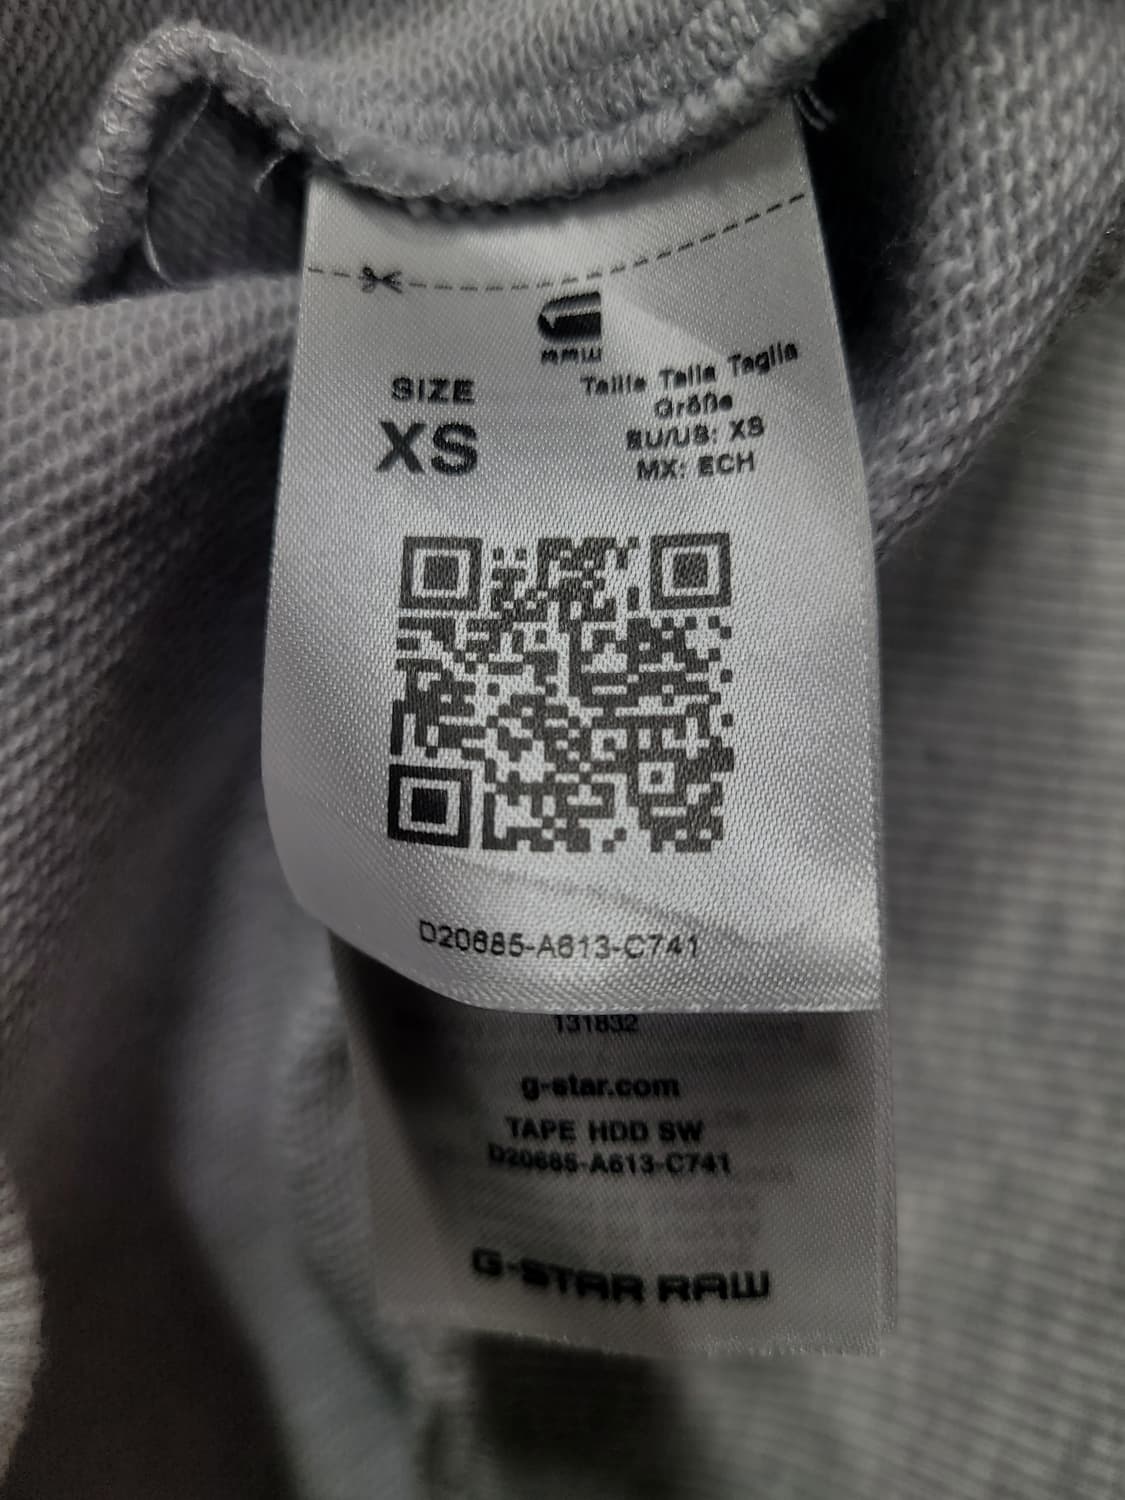 RAW
SIZE
XS
Taille Talla Taglia
Größe
EU/US: XS
MX: ECH
D20685-A613-C741
131832
g-star.com
TAPE HDD SW
D20685-A613-C741
G-STAR RAW